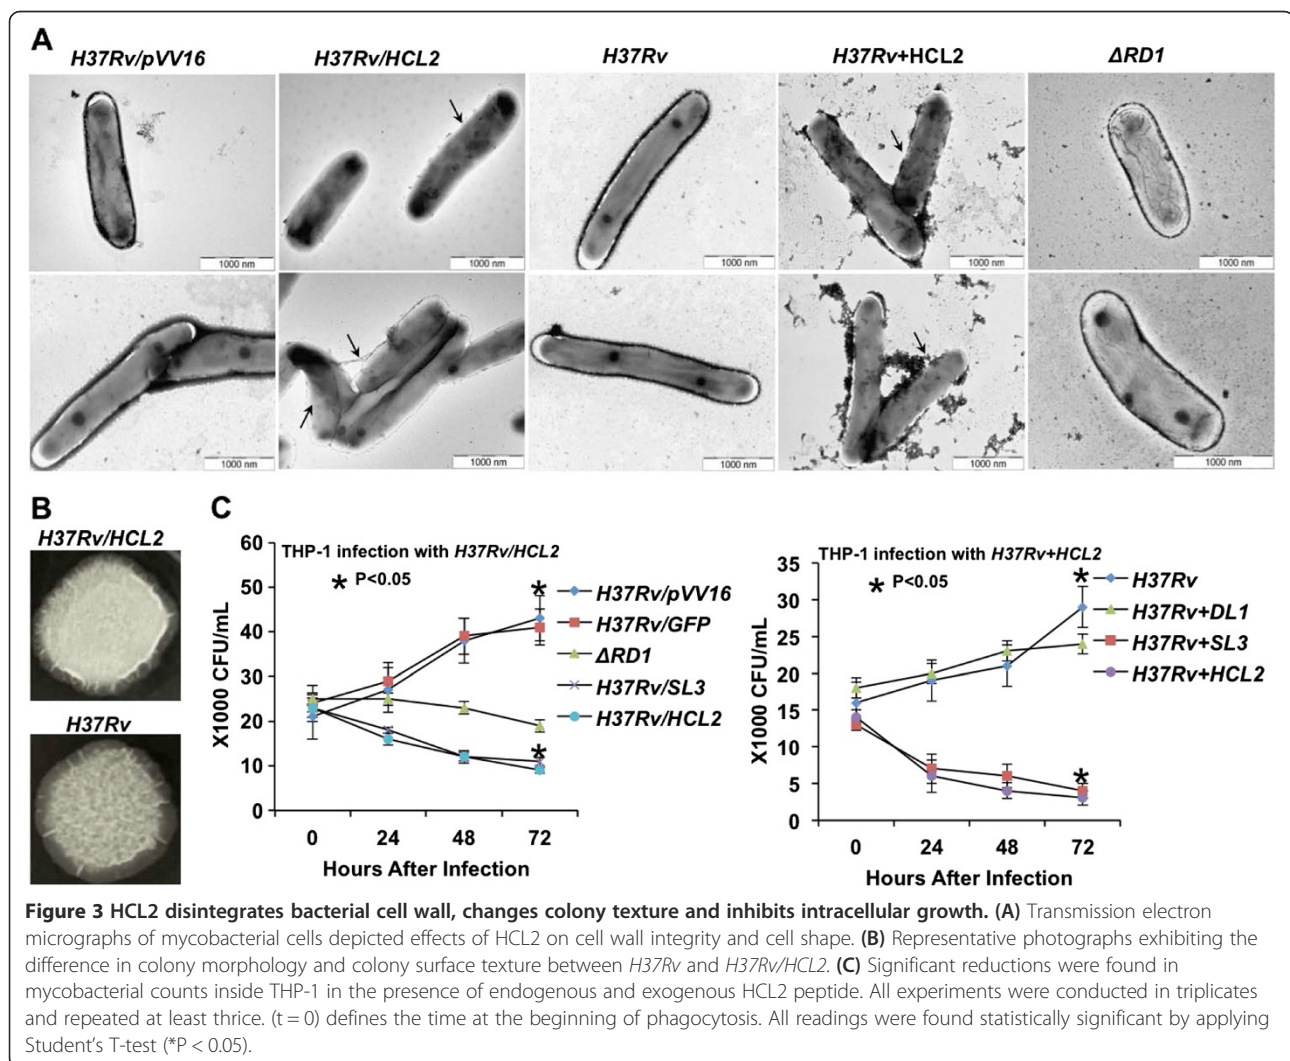 A
H37Rv/pVV16 H37Rv/HCL2 H37Rv H37Rv+HCL2 ΔRD1
1000 nm 1000 nm 1000 nm 1000 nm 1000 nm
1000 nm 1000 nm 1000 nm 1000 nm 1000 nm
B
H37Rv/HCL2
H37Rv
C
THP-1 infection with H37Rv/HCL2
* P<0.05
X1000 CFU/mL
60
50
40
30
20
10
0
0 24 48 72
Hours After Infection
*
*
H37Rv/pVV16
H37Rv/GFP
ΔRD1
H37Rv/SL3
H37Rv/HCL2
THP-1 infection with H37Rv+HCL2
* P<0.05
X1000 CFU/mL
35
30
25
20
15
10
5
0
0 24 48 72
Hours After Infection
*
*
H37Rv
H37Rv+DL1
H37Rv+SL3
H37Rv+HCL2
Figure 3 HCL2 disintegrates bacterial cell wall, changes colony texture and inhibits intracellular growth. (A) Transmission electron
micrographs of mycobacterial cells depicted effects of HCL2 on cell wall integrity and cell shape. (B) Representative photographs exhibiting the
difference in colony morphology and colony surface texture between H37Rv and H37Rv/HCL2. (C) Significant reductions were found in
mycobacterial counts inside THP-1 in the presence of endogenous and exogenous HCL2 peptide. All experiments were conducted in triplicates
and repeated at least thrice. (t = 0) defines the time at the beginning of phagocytosis. All readings were found statistically significant by applying
Student's T-test (*P < 0.05).